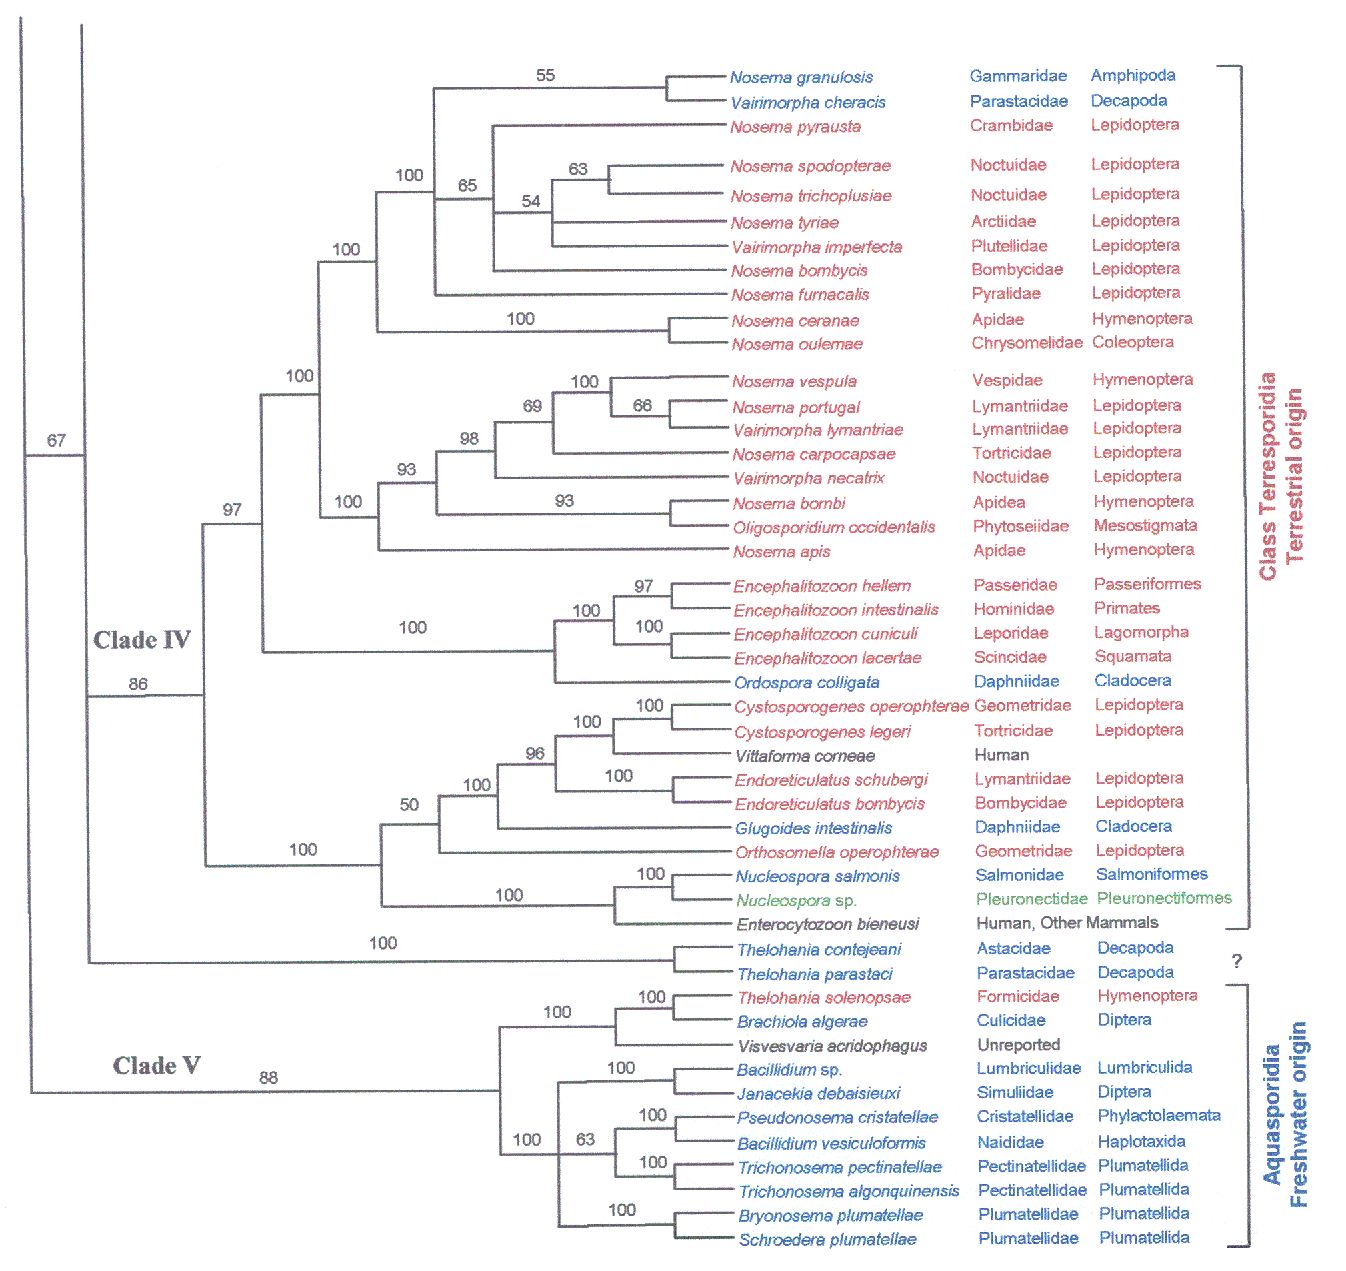 55
Nosema granulosis Gammaridae Amphipoda
Vairimorpha cheracis Parastacidae Decapoda
Nosema pyrausta Crambidae Lepidoptera
63
Nosema spodopterae Noctuidae Lepidoptera
100
65
54
Nosema trichoplusiae Noctuidae Lepidoptera
Nosema tyriae Arctiidae Lepidoptera
100
Vairimorpha imperfecta Plutellidae Lepidoptera
Nosema bombycis Bombycidae Lepidoptera
Nosema furnacalis Pyralidae Lepidoptera
100
Nosema ceranae Apidae Hymenoptera
Nosema oulemae Chrysomelidae Coleoptera
100
100
Nosema vespula Vespidae Hymenoptera
69
66
Nosema portugal Lymantriidae Lepidoptera
Vairimorpha lymantriae Lymantriidae Lepidoptera
67
98
Nosema carpocapsae Tortricidae Lepidoptera
93
Vairimorpha necatrix Noctuidae Lepidoptera
97
100
93
Nosema bombi Apidea Hymenoptera
Oligosporidium occidentalis Phytoseiidae Mesostigmata
Nosema apis Apidae Hymenoptera
97
Encephalitozoon hellem Passeridae Passeriformes
100
Encephalitozoon intestinalis Hominidae Primates
Clade IV
100
100
Encephalitozoon cuniculi Leporidae Lagomorpha
Encephalitozoon lacertae Scincidae Squamata
86
Ordospora colligata Daphniidae Cladocera
100
Cystosporogenes operophterae Geometridae Lepidoptera
100
Cystosporogenes legeri Tortricidae Lepidoptera
96
Vittaforma corneae Human
100
100
Endoreticulatus schubergi Lymantriidae Lepidoptera
50
Endoreticulatus bombycis Bombycidae Lepidoptera
Glugoides intestinalis Daphniidae Cladocera
100
Orthosomella operophterae Geometridae Lepidoptera
100
Nucleospora salmonis Salmonidae Salmoniformes
100
Nucleospora sp. Pleuronectidae Pleuronectiformes
Enterocytozoon bieneusi Human, Other Mammals
Class Terresporidia
Terrestrial origin
100
Thelohania contejeani Astacidae Decapoda
?
Thelohania parastaci Parastacidae Decapoda
100
Thelohania solenopsae Formicidae Hymenoptera
100
Brachiola algerae Culicidae Diptera
Visvesvaria acridophagus Unreported
Clade V
88
100
Bacillidium sp. Lumbriculidae Lumbriculida
Janacekia debaisieuxi Simuliidae Diptera
100
Pseudonosema cristatellae Cristatellidae Phylactolaemata
100
63
Bacillidium vesiculoformis Naididae Haplotaxida
100
Trichonosema pectinatellae Pectinatellidae Plumatellida
Trichonosema algonquinensis Pectinatellidae Plumatellida
100
Bryonosema plumatellae Plumatellidae Plumatellida
Schroedera plumatellae Plumatellidae Plumatellida
Aquasporidia
Freshwater origin